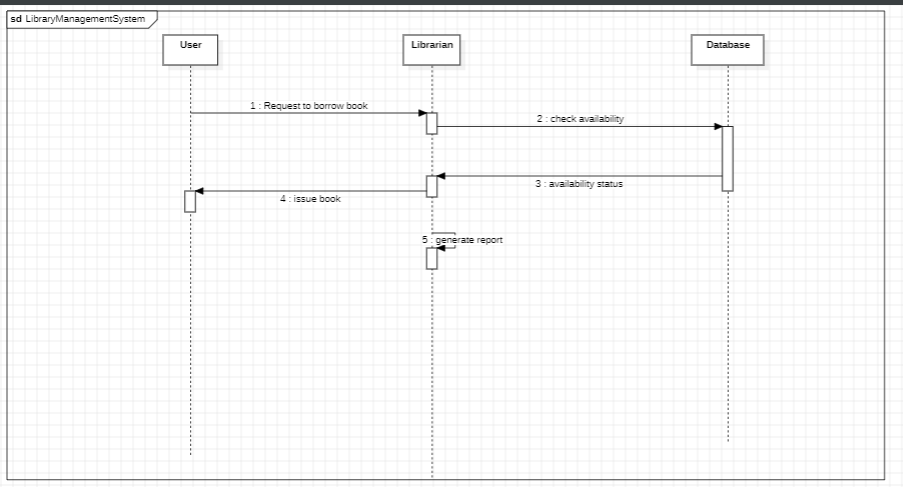 sd LibraryManagementSystem
User
Librarian
Database
1 : Request to borrow book
2 : check availability
3 : availability status
4 : issue book
5 : generate report